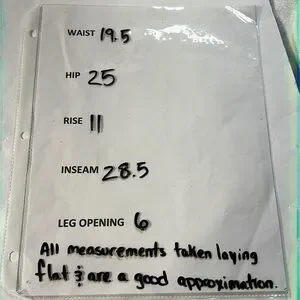 WAIST 19.5
HIP 25
RISE 11
INSEAM 28.5
LEG OPENING 6
All measurements taken laying
flat & are a good approximation.